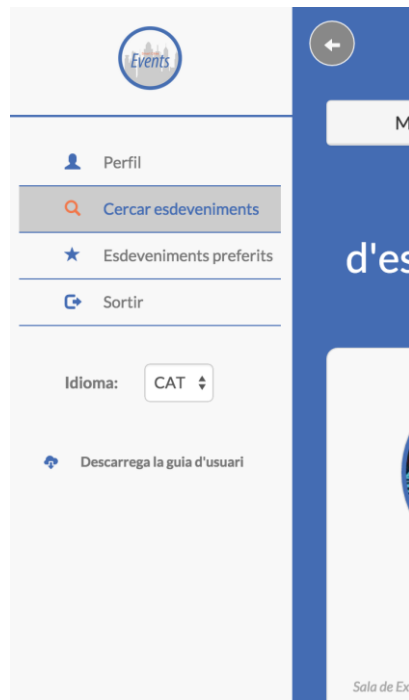 Events
Perfil
Cercar esdeveniments
Esdeveniments preferits
Sortir
Idioma: CAT
Descarrega la guia d'usuari
M
d'es
Sala de Ex